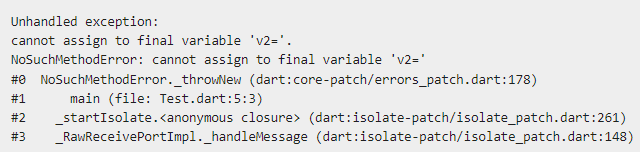 Unhandled exception:
cannot assign to final variable 'v2='.
NoSuchMethodError: cannot assign to final variable 'v2='
#0  NoSuchMethodError._throwNew (dart:core-patch/errors_patch.dart:178)
#1      main (file: Test.dart:5:3)
#2    _startIsolate.<anonymous closure> (dart:isolate-patch/isolate_patch.dart:261)
#3    _RawReceivePortImpl._handleMessage (dart:isolate-patch/isolate_patch.dart:148)